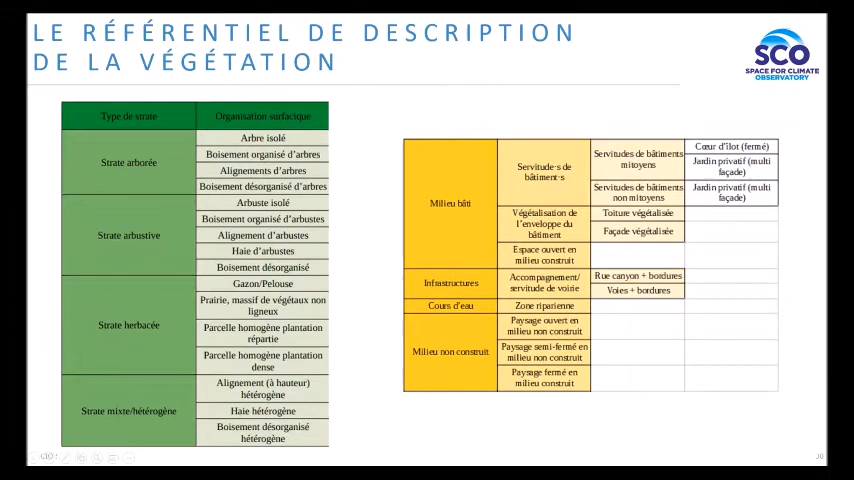 LE RÉFÉRENTIEL DE DESCRIPTION
DE LA VÉGÉTATION
SCO
SPACE FOR CLIMATE
OBSERVATORY
Type de strate
Organisation surfacique
Strate arborée
Arbre isolé
Boisement organisé d’arbres
Alignements d’arbres
Boisement désorganisé d’arbres
Strate arbustive
Arbuste isolé
Boisement organisé d’arbustes
Alignement d’arbustes
Haie d’arbustes
Boisement désorganisé
Strate herbacée
Gazon/Pelouse
Prairie, massif de végétaux non
ligneux
Parcelle homogène plantation
répartie
Parcelle homogène plantation
dense
Strate mixte/hétérogène
Alignement (à hauteur)
hétérogène
Haie hétérogène
Boisement désorganisé
hétérogène
Milieu bâti
Servitude·s de
bâtiment·s
Servitudes de bâtiments
mitoyens
Cœur d’îlot (fermé)
Jardin privatif (multi
façade)
Servitudes de bâtiments
non mitoyens
Jardin privatif (multi
façade)
Végétalisation de
l’enveloppe du
bâtiment
Toiture végétalisée
Façade végétalisée
Espace ouvert en
milieu construit
Infrastructures
Accompagnement/
servitude de voirie
Rue canyon + bordures
Voies + bordures
Cours d’eau
Zone riparienne
Milieu non construit
Paysage ouvert en
milieu non construit
Paysage semi-fermé en
milieu non construit
Paysage fermé en
milieu construit